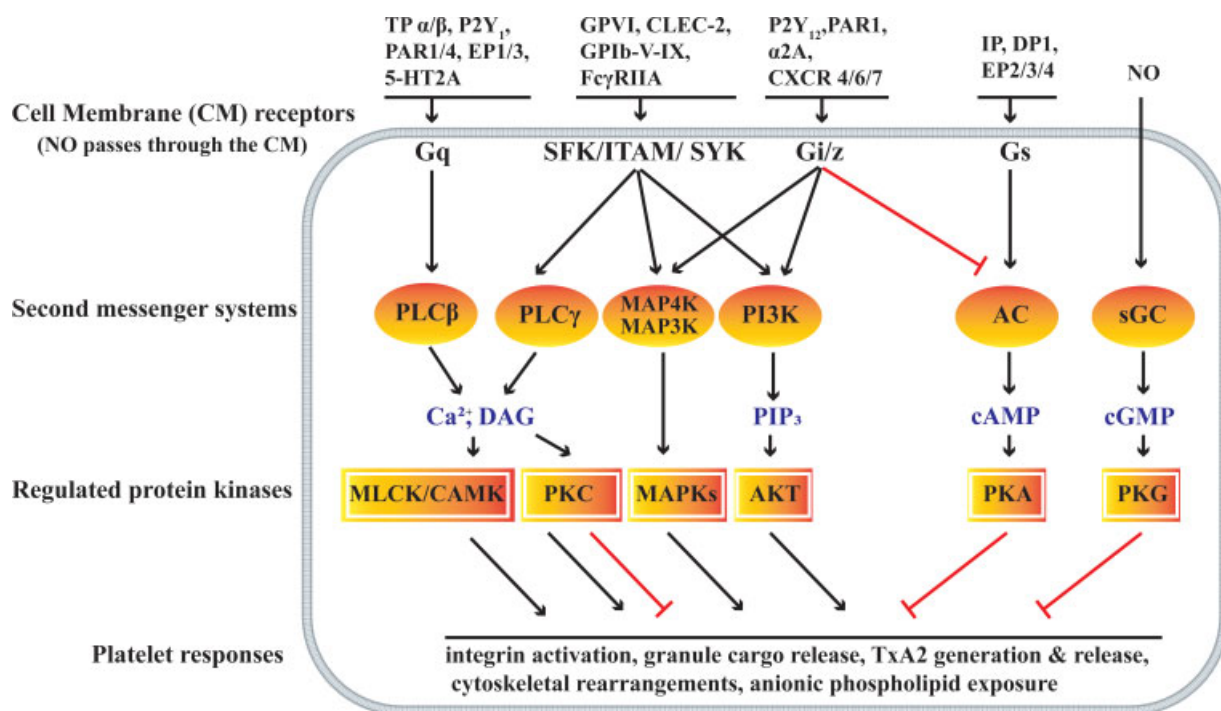 TP α/β, P2Y₁,
PAR1/4, EP1/3,
5-HT2A
GPVI, CLEC-2,
GPIb-V-IX,
FcγRIIA
P2Y₁₂,PAR1,
α2A,
CXCR 4/6/7
IP, DP1,
EP2/3/4
NO
Cell Membrane (CM) receptors
(NO passes through the CM)
Gq
SFK/ITAM/ SYK
Gi/z
Gs
Second messenger systems
PLCβ
PLCγ
MAP4K
MAP3K
PI3K
AC
sGC
Ca²⁺; DAG
PIP₃
cAMP
cGMP
Regulated protein kinases
MLCK/CAMK
PKC
MAPKs
AKT
PKA
PKG
Platelet responses
integrin activation, granule cargo release, TxA2 generation & release,
cytoskeletal rearrangements, anionic phospholipid exposure